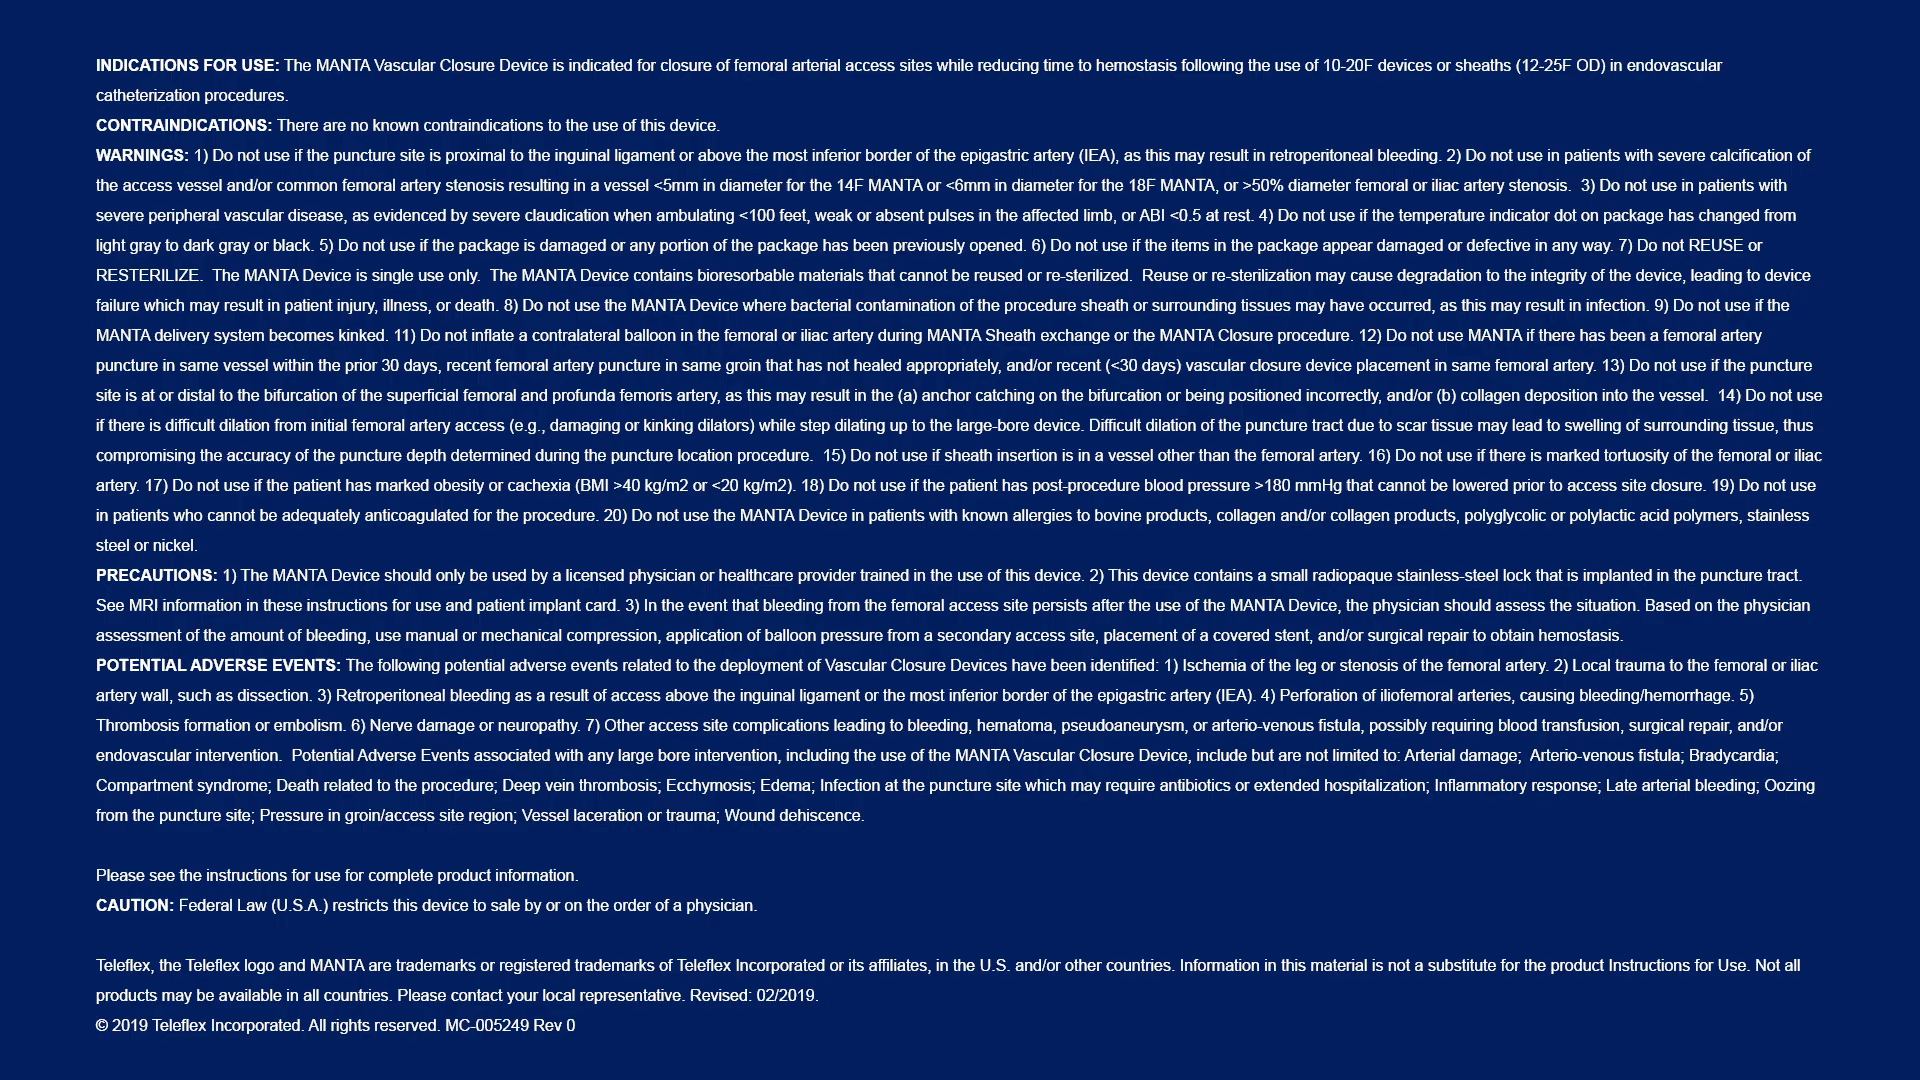 INDICATIONS FOR USE: The MANTA Vascular Closure Device is indicated for closure of femoral arterial access sites while reducing time to hemostasis following the use of 10-20F devices or sheaths (12-25F OD) in endovascular
catheterization procedures.
CONTRAINDICATIONS: There are no known contraindications to the use of this device.
WARNINGS: 1) Do not use if the puncture site is proximal to the inguinal ligament or above the most inferior border of the epigastric artery (IEA), as this may result in retroperitoneal bleeding. 2) Do not use in patients with severe calcification of
the access vessel and/or common femoral artery stenosis resulting in a vessel <5mm in diameter for the 14F MANTA or <6mm in diameter for the 18F MANTA, or >50% diameter femoral or iliac artery stenosis.  3) Do not use in patients with
severe peripheral vascular disease, as evidenced by severe claudication when ambulating <100 feet, weak or absent pulses in the affected limb, or ABI <0.5 at rest. 4) Do not use if the temperature indicator dot on package has changed from
light gray to dark gray or black. 5) Do not use if the package is damaged or any portion of the package has been previously opened. 6) Do not use if the items in the package appear damaged or defective in any way. 7) Do not REUSE or
RESTERILIZE.  The MANTA Device is single use only.  The MANTA Device contains bioresorbable materials that cannot be reused or re-sterilized.  Reuse or re-sterilization may cause degradation to the integrity of the device, leading to device
failure which may result in patient injury, illness, or death. 8) Do not use the MANTA Device where bacterial contamination of the procedure sheath or surrounding tissues may have occurred, as this may result in infection. 9) Do not use if the
MANTA delivery system becomes kinked. 11) Do not inflate a contralateral balloon in the femoral or iliac artery during MANTA Sheath exchange or the MANTA Closure procedure. 12) Do not use MANTA if there has been a femoral artery
puncture in same vessel within the prior 30 days, recent femoral artery puncture in same groin that has not healed appropriately, and/or recent (<30 days) vascular closure device placement in same femoral artery. 13) Do not use if the puncture
site is at or distal to the bifurcation of the superficial femoral and profunda femoris artery, as this may result in the (a) anchor catching on the bifurcation or being positioned incorrectly, and/or (b) collagen deposition into the vessel.  14) Do not use
if there is difficult dilation from initial femoral artery access (e.g., damaging or kinking dilators) while step dilating up to the large-bore device. Difficult dilation of the puncture tract due to scar tissue may lead to swelling of surrounding tissue, thus
compromising the accuracy of the puncture depth determined during the puncture location procedure.  15) Do not use if sheath insertion is in a vessel other than the femoral artery. 16) Do not use if there is marked tortuosity of the femoral or iliac
artery. 17) Do not use if the patient has marked obesity or cachexia (BMI >40 kg/m2 or <20 kg/m2). 18) Do not use if the patient has post-procedure blood pressure >180 mmHg that cannot be lowered prior to access site closure. 19) Do not use
in patients who cannot be adequately anticoagulated for the procedure. 20) Do not use the MANTA Device in patients with known allergies to bovine products, collagen and/or collagen products, polyglycolic or polylactic acid polymers, stainless
steel or nickel.
PRECAUTIONS: 1) The MANTA Device should only be used by a licensed physician or healthcare provider trained in the use of this device. 2) This device contains a small radiopaque stainless-steel lock that is implanted in the puncture tract.
See MRI information in these instructions for use and patient implant card. 3) In the event that bleeding from the femoral access site persists after the use of the MANTA Device, the physician should assess the situation. Based on the physician
assessment of the amount of bleeding, use manual or mechanical compression, application of balloon pressure from a secondary access site, placement of a covered stent, and/or surgical repair to obtain hemostasis.
POTENTIAL ADVERSE EVENTS: The following potential adverse events related to the deployment of Vascular Closure Devices have been identified: 1) Ischemia of the leg or stenosis of the femoral artery. 2) Local trauma to the femoral or iliac
artery wall, such as dissection. 3) Retroperitoneal bleeding as a result of access above the inguinal ligament or the most inferior border of the epigastric artery (IEA). 4) Perforation of iliofemoral arteries, causing bleeding/hemorrhage. 5)
Thrombosis formation or embolism. 6) Nerve damage or neuropathy. 7) Other access site complications leading to bleeding, hematoma, pseudoaneurysm, or arterio-venous fistula, possibly requiring blood transfusion, surgical repair, and/or
endovascular intervention.  Potential Adverse Events associated with any large bore intervention, including the use of the MANTA Vascular Closure Device, include but are not limited to: Arterial damage;  Arterio-venous fistula; Bradycardia;
Compartment syndrome; Death related to the procedure; Deep vein thrombosis; Ecchymosis; Edema; Infection at the puncture site which may require antibiotics or extended hospitalization; Inflammatory response; Late arterial bleeding; Oozing
from the puncture site; Pressure in groin/access site region; Vessel laceration or trauma; Wound dehiscence.
Please see the instructions for use for complete product information.
CAUTION: Federal Law (U.S.A.) restricts this device to sale by or on the order of a physician.
Teleflex, the Teleflex logo and MANTA are trademarks or registered trademarks of Teleflex Incorporated or its affiliates, in the U.S. and/or other countries. Information in this material is not a substitute for the product Instructions for Use. Not all
products may be available in all countries. Please contact your local representative. Revised: 02/2019.
© 2019 Teleflex Incorporated. All rights reserved. MC-005249 Rev 0